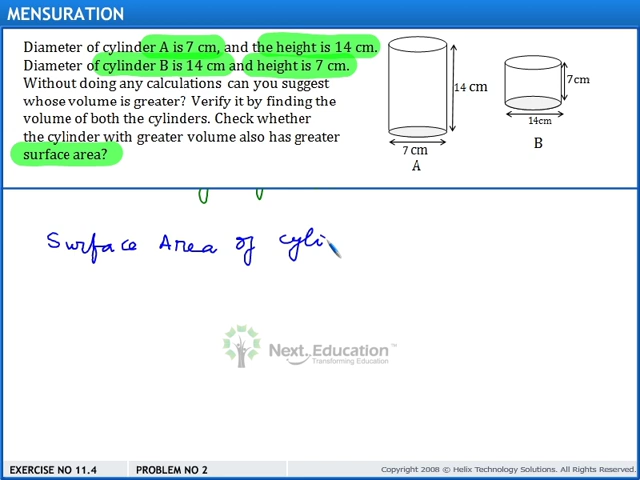 MENSURATION
Diameter of cylinder A is 7 cm, and the height is 14 cm.
Diameter of cylinder B is 14 cm and height is 7 cm.
Without doing any calculations can you suggest
whose volume is greater? Verify it by finding the
volume of both the cylinders. Check whether
the cylinder with greater volume also has greater
surface area?
14 cm
7 cm
A
7cm
14cm
B
Surface Area of cyli
Next Education™
Transforming Education
EXERCISE NO 11.4
PROBLEM NO 2
Copyright 2008 © Helix Technology Solutions. All Rights Reserved.